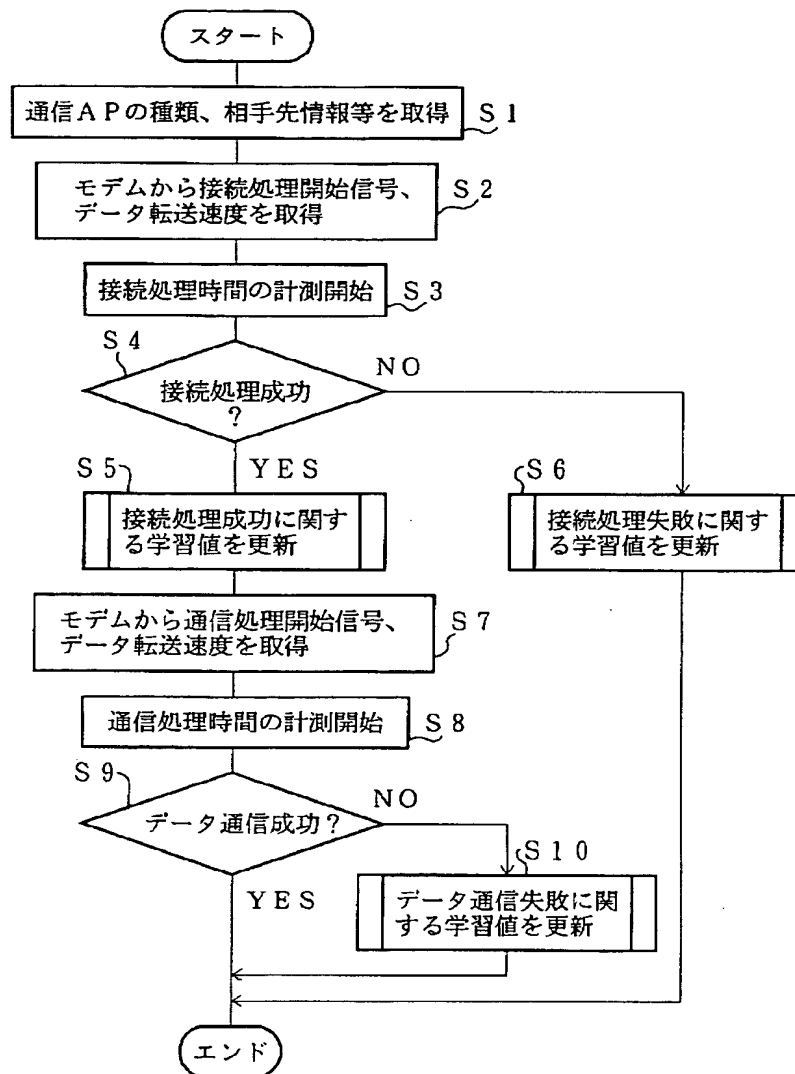 スタート
通信APの種類、相手先情報等を取得
S1
モデムから接続処理開始信号、
データ転送速度を取得
S2
接続処理時間の計測開始
S3
S4
接続処理成功
?
NO
YES
S5
接続処理成功に関す
る学習値を更新
S6
接続処理失敗に関す
る学習値を更新
モデムから通信処理開始信号、
データ転送速度を取得
S7
通信処理時間の計測開始
S8
S9
データ通信成功?
NO
YES
S10
データ通信失敗に関
する学習値を更新
エンド